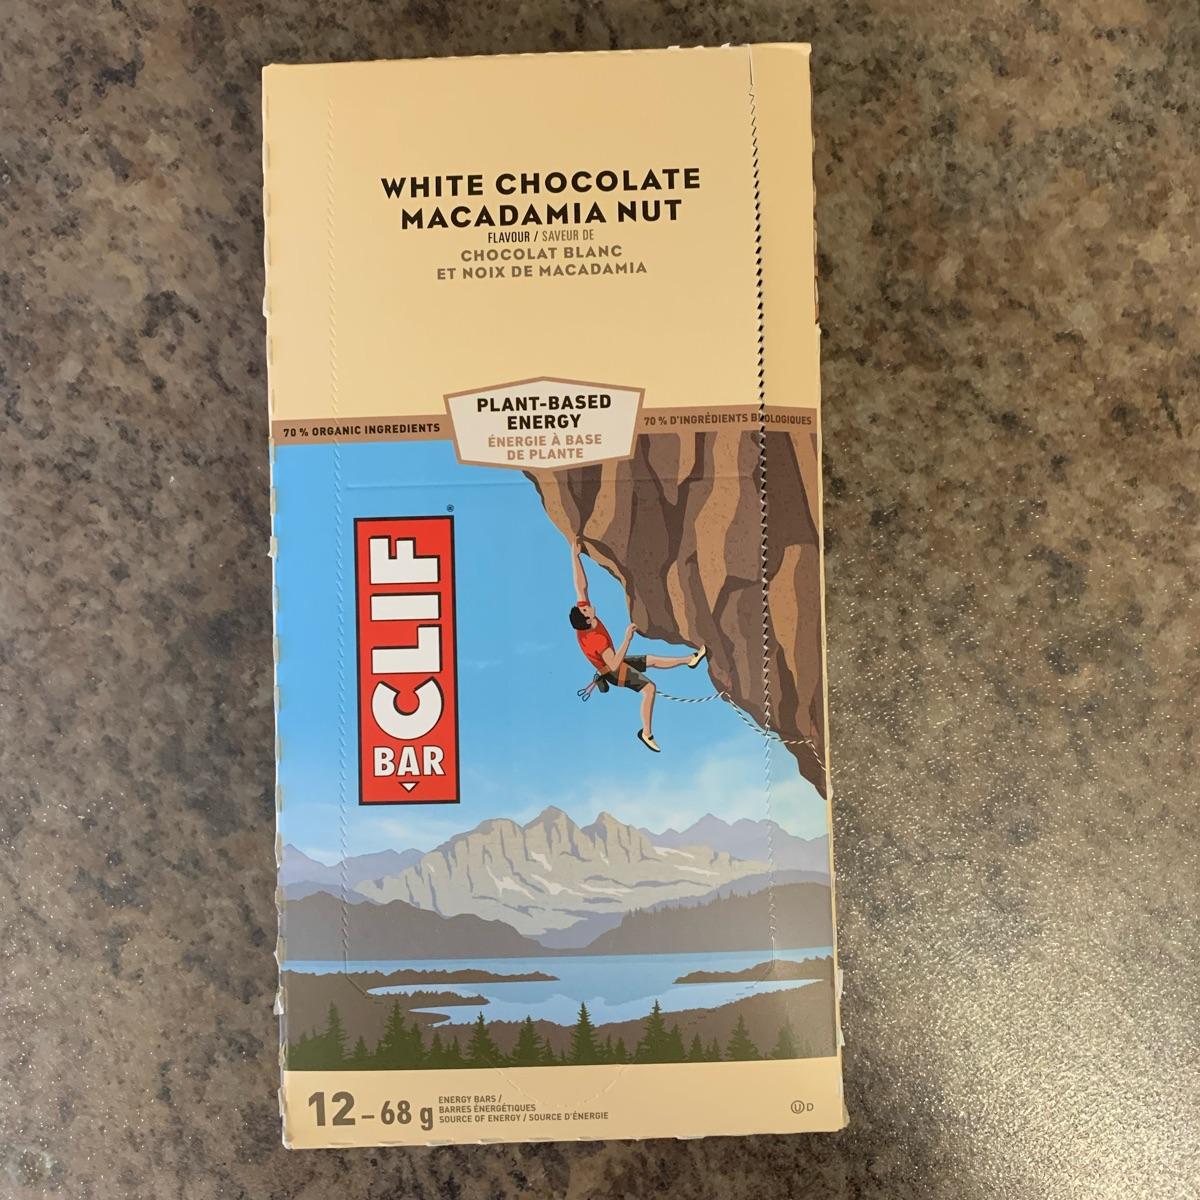 WHITE CHOCOLATE
MACADAMIA NUT
FLAVOUR / SAVEUR DE
CHOCOLAT BLANC
ET NOIX DE MACADAMIA
70 % ORGANIC INGREDIENTS
PLANT-BASED
ENERGY
ÉNERGIE À BASE
DE PLANTE
70 % D'INGRÉDIENTS BIOLOGIQUES
CLIF®
BAR
12 – 68 g
ENERGY BARS /
BARRES ÉNERGÉTIQUES
SOURCE OF ENERGY / SOURCE D'ÉNERGIE
Ⓤ D